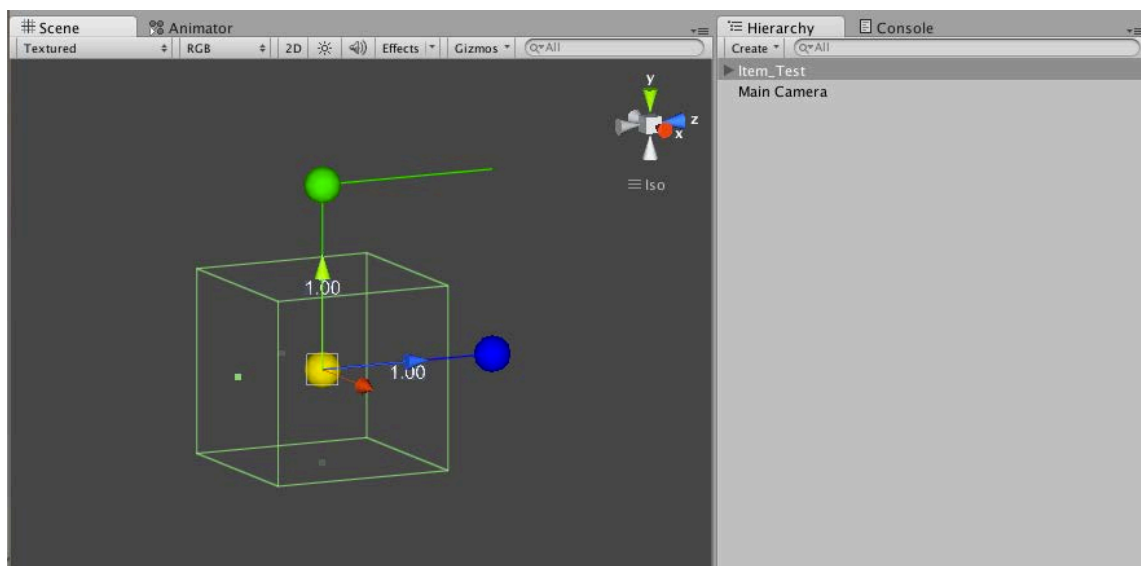 Scene Animator Hierarchy Console
Textured RGB 2D Effects Gizmos All Create All
Item_Test
Main Camera
y
z
x
Iso
1.00
1.00